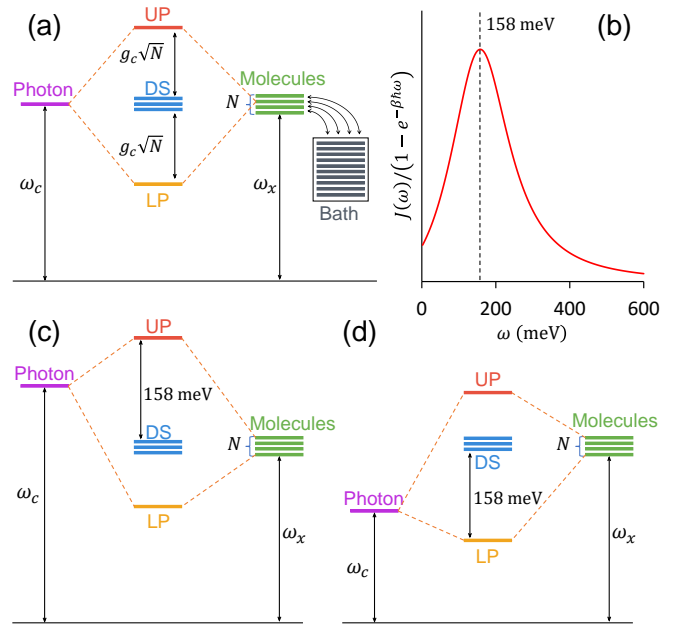 (a)
UP
g_c√N
Photon
DS
Molecules
N
g_c√N
ω_c
LP
ω_x
Bath
(b)
158 meV
J(ω)/(1 − e^{−βℏω})
0
200
400
600
ω (meV)
(c)
UP
Photon
158 meV
DS
Molecules
N
ω_c
LP
ω_x
(d)
UP
Molecules
N
DS
Photon
158 meV
ω_c
LP
ω_x